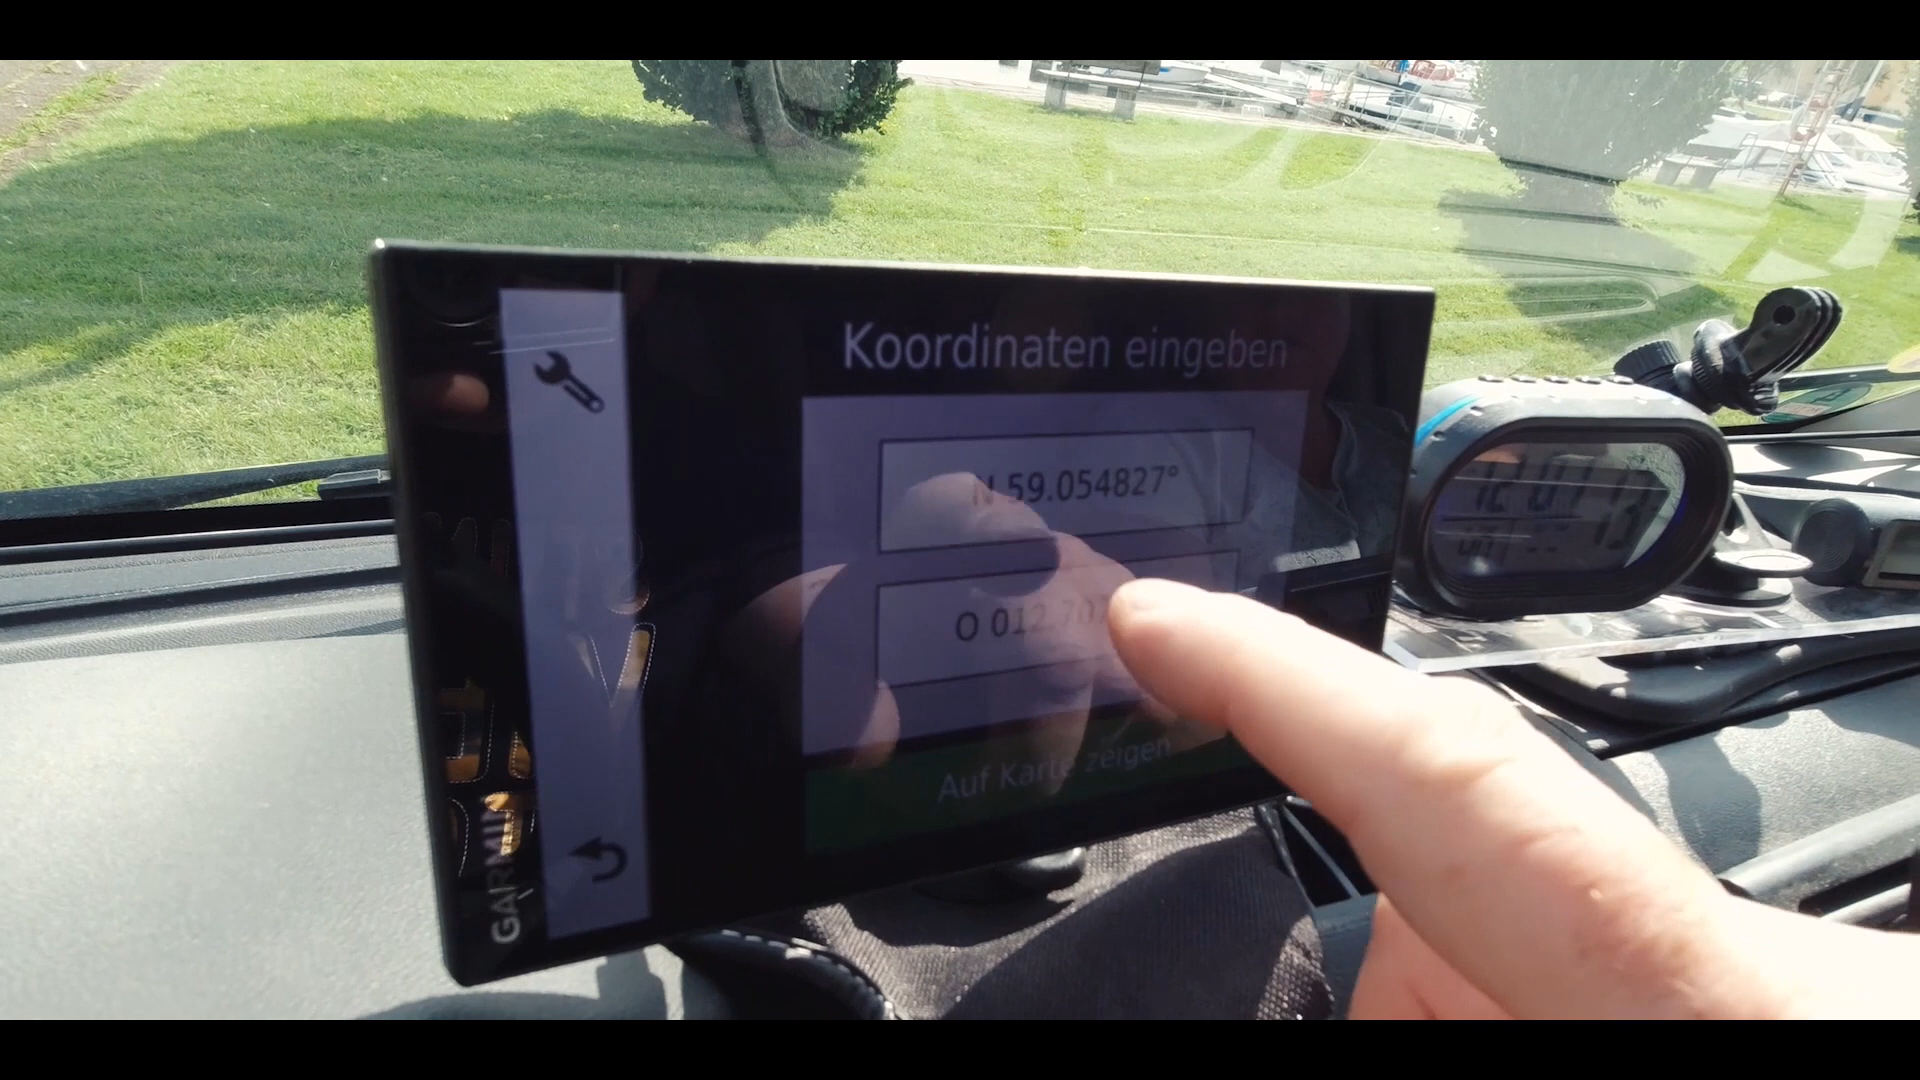 Koordinaten eingeben
N 59.054827°
O 012.707
Auf Karte zeigen
GARMIN